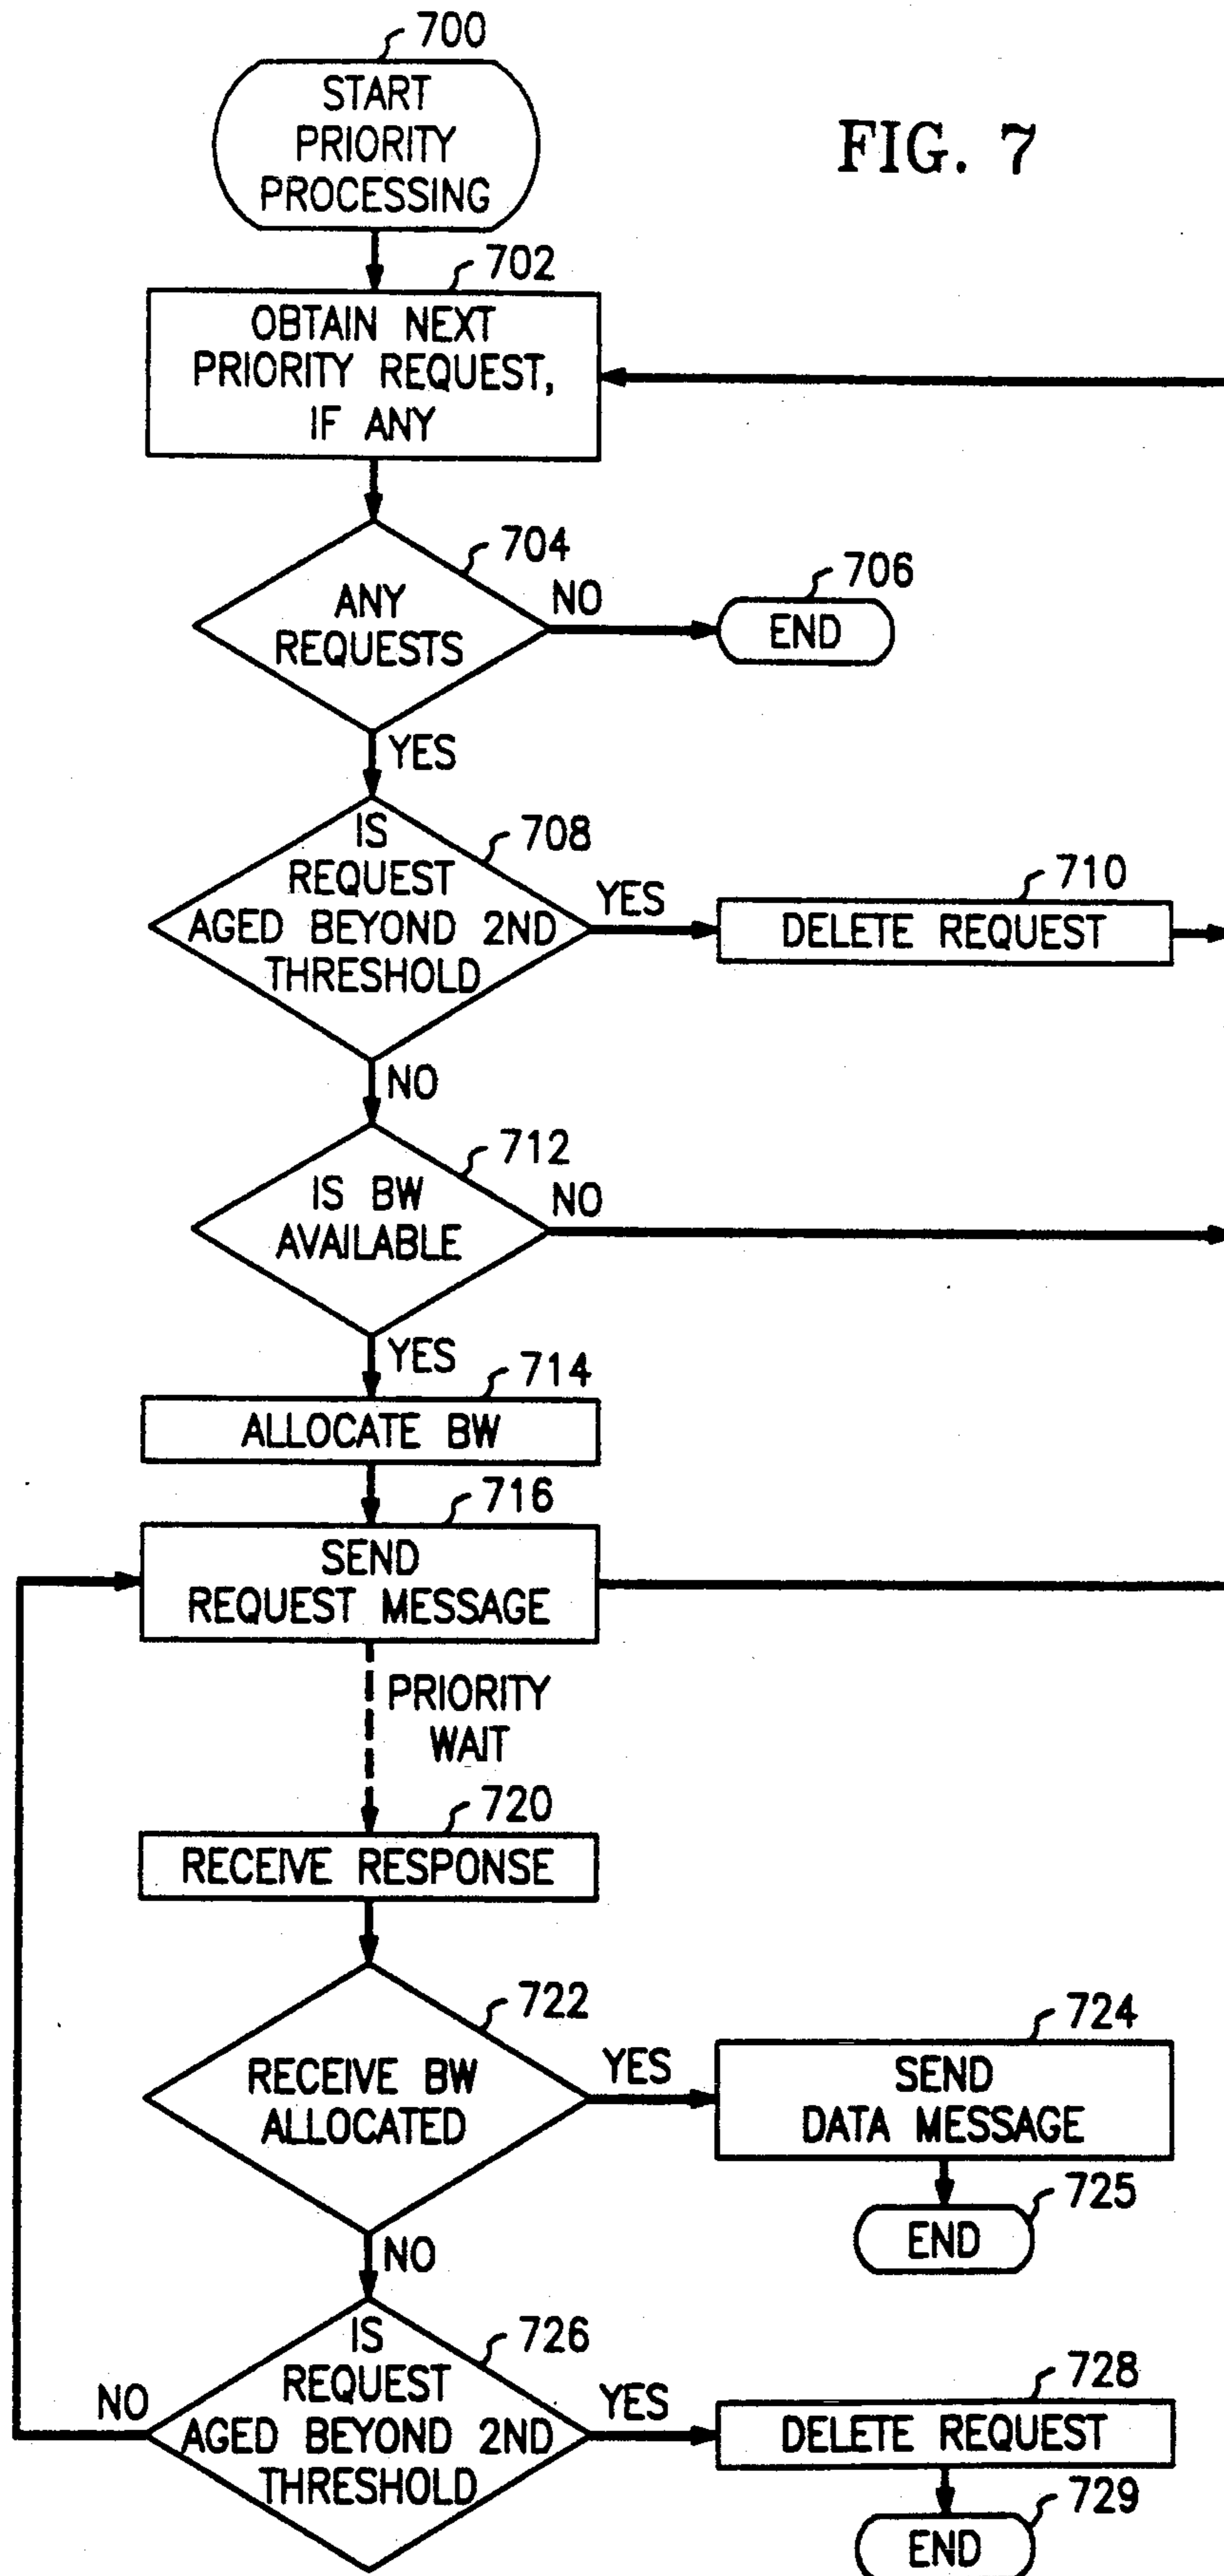 700
START
PRIORITY
PROCESSING
FIG. 7
702
OBTAIN NEXT
PRIORITY REQUEST,
IF ANY
704
ANY
REQUESTS
NO
706
END
YES
708
IS
REQUEST
AGED BEYOND 2ND
THRESHOLD
YES
710
DELETE REQUEST
NO
712
IS BW
AVAILABLE
NO
YES
714
ALLOCATE BW
716
SEND
REQUEST MESSAGE
PRIORITY
WAIT
720
RECEIVE RESPONSE
722
RECEIVE BW
ALLOCATED
YES
724
SEND
DATA MESSAGE
725
END
NO
726
IS
REQUEST
AGED BEYOND 2ND
THRESHOLD
NO
YES
728
DELETE REQUEST
729
END